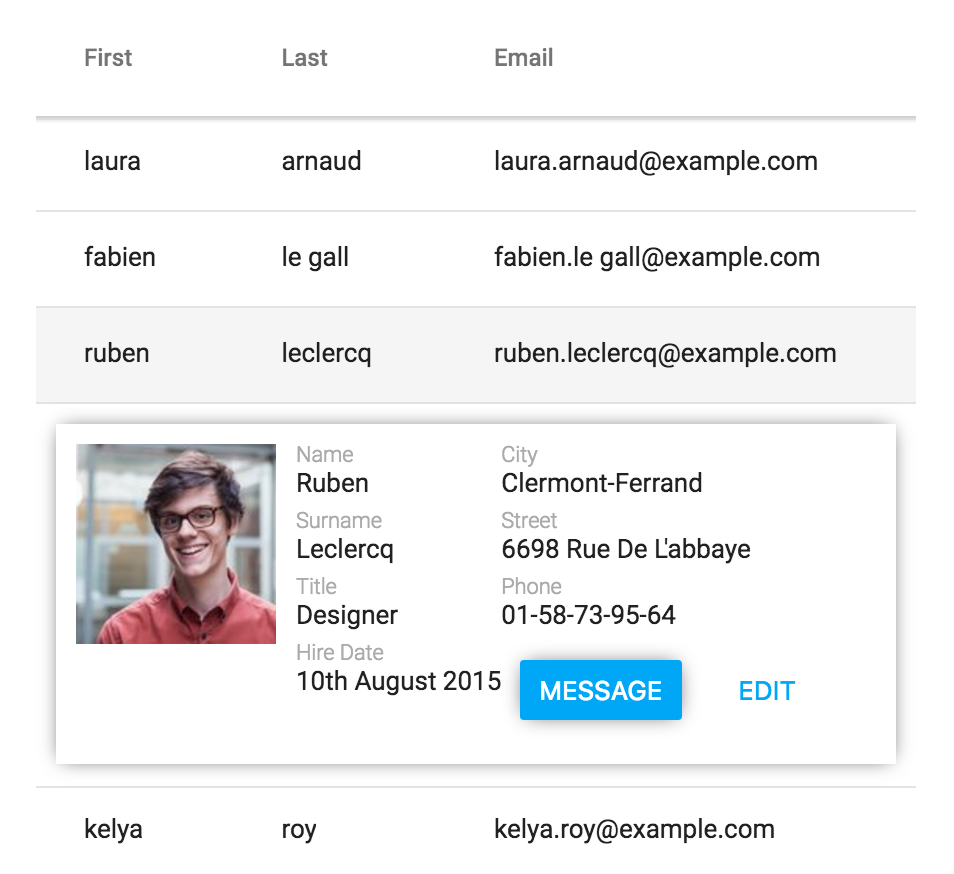 First Last Email
laura arnaud laura.arnaud@example.com
fabien le gall fabien.le gall@example.com
ruben leclercq ruben.leclercq@example.com
Name City
Ruben Clermont-Ferrand
Surname Street
Leclercq 6698 Rue De L'abbaye
Title Phone
Designer 01-58-73-95-64
Hire Date
10th August 2015 MESSAGE EDIT
kelya roy kelya.roy@example.com